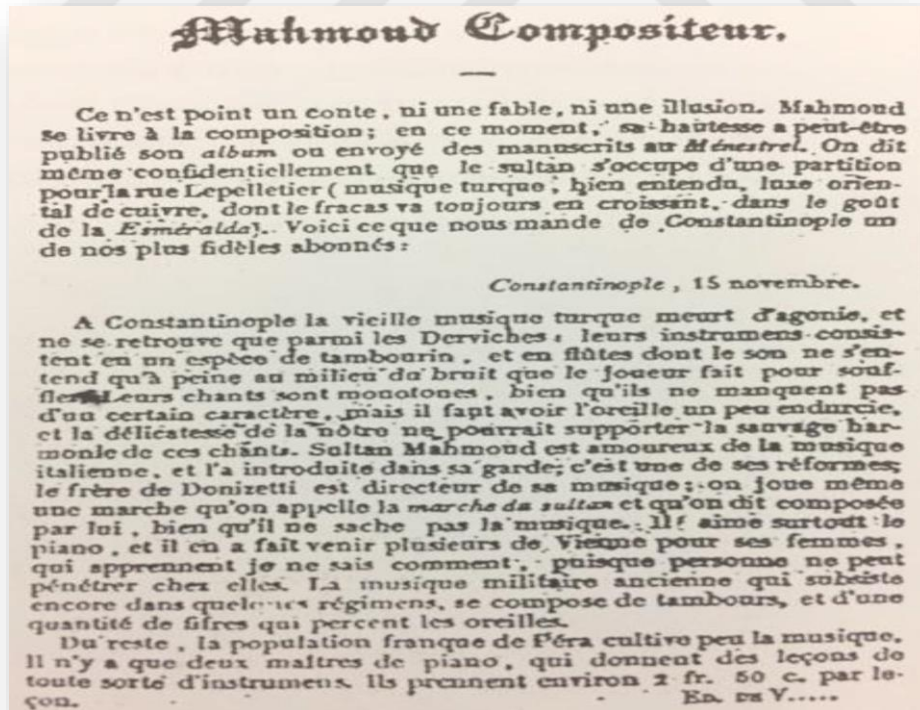 Mahmoud Compositeur.
Ce n'est point un conte, ni une fable, ni une illusion. Mahmoud
se livre à la composition; en ce moment, sa hautesse a peut-être
publié son album ou envoyé des manuscrits au Ménestrel. On dit
même confidentiellement que le sultan s'occupe d'une partition
pour la rue Lepelletier (musique turque, bien entendu, luxe orien-
tal de cuivre, dont le fracas va toujours en croissant, dans le goût
de la Esméralda). Voici ce que nous mande de Constantinople un
de nos plus fidèles abonnés:
Constantinople, 15 novembre.
A Constantinople la vieille musique turque meurt d'agonie, et
ne se retrouve que parmi les Derviches: leurs instrumens consis-
tent en un espèce de tambourin, et en flûtes dont le son ne s'en-
tend qu'à peine au milieu du bruit que le joueur fait pour souf-
fler. Leurs chants sont monotones, bien qu'ils ne manquent pas
d'un certain caractère, mais il faut avoir l'oreille un peu endurcie,
et la délicatesse de la nôtre ne pourrait supporter la sauvage har-
monie de ces chants. Sultan Mahmoud est amoureux de la musique
italienne, et l'a introduite dans sa garde; c'est une de ses réformes;
le frère de Donizetti est directeur de sa musique; on joue même
une marche qu'on appelle la marche du sultan et qu'on dit composée
par lui, bien qu'il ne sache pas la musique. Il aime surtout le
piano, et il en a fait venir plusieurs de Vienne pour ses femmes,
qui apprennent je ne sais comment, puisque personne ne peut
pénétrer chez elles. La musique militaire ancienne qui subsiste
encore dans quelques régimens, se compose de tambours, et d'une
quantité de fifres qui percent les oreilles.
Du reste, la population franque de Péra cultive peu la musique.
Il n'y a que deux maîtres de piano, qui donnent des leçons de
toute sorte d'instrumens. Ils prennent environ 2 fr. 50 c. par le-
çon.
Ed. de V.....